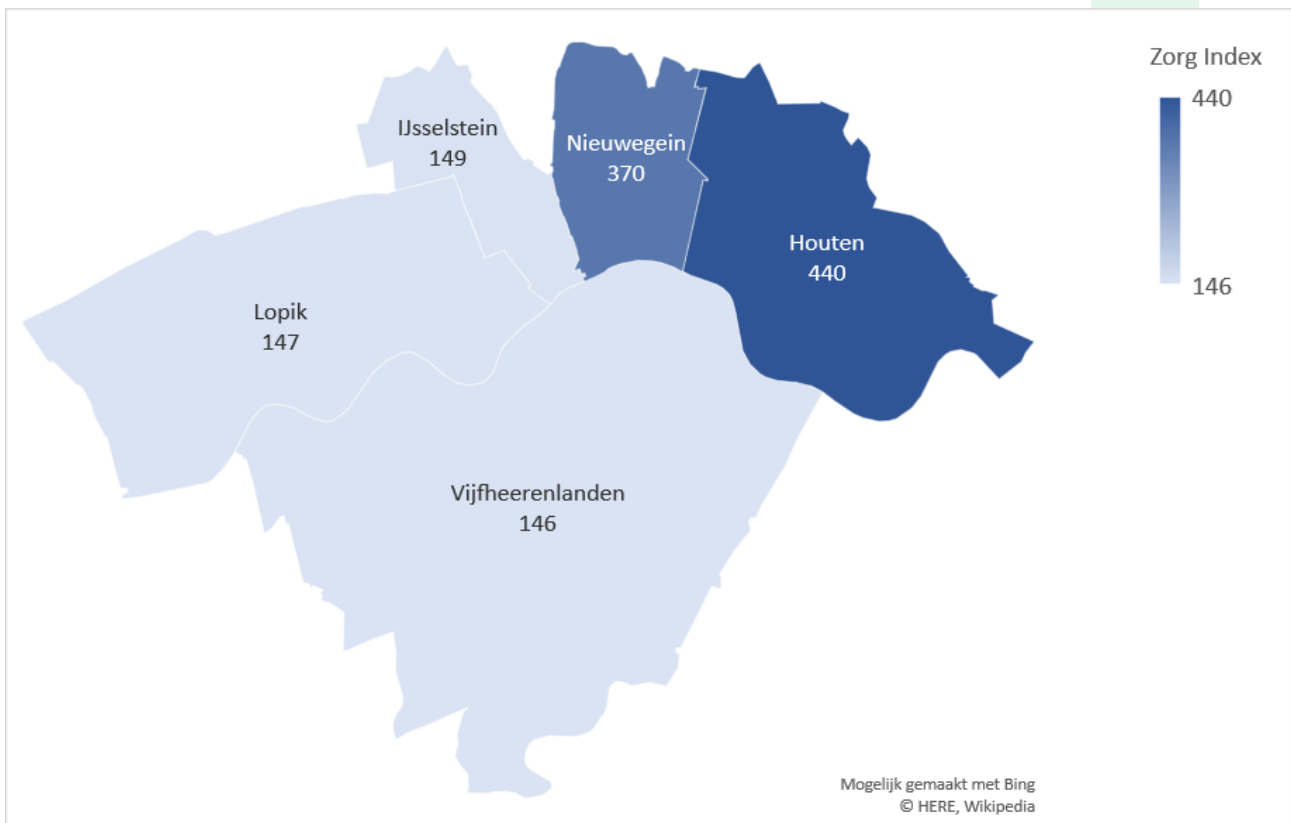 Zorg Index
440
146
IJsselstein
149
Nieuwegein
370
Houten
440
Lopik
147
Vijfheerenlanden
146
Mogelijk gemaakt met Bing
© HERE, Wikipedia